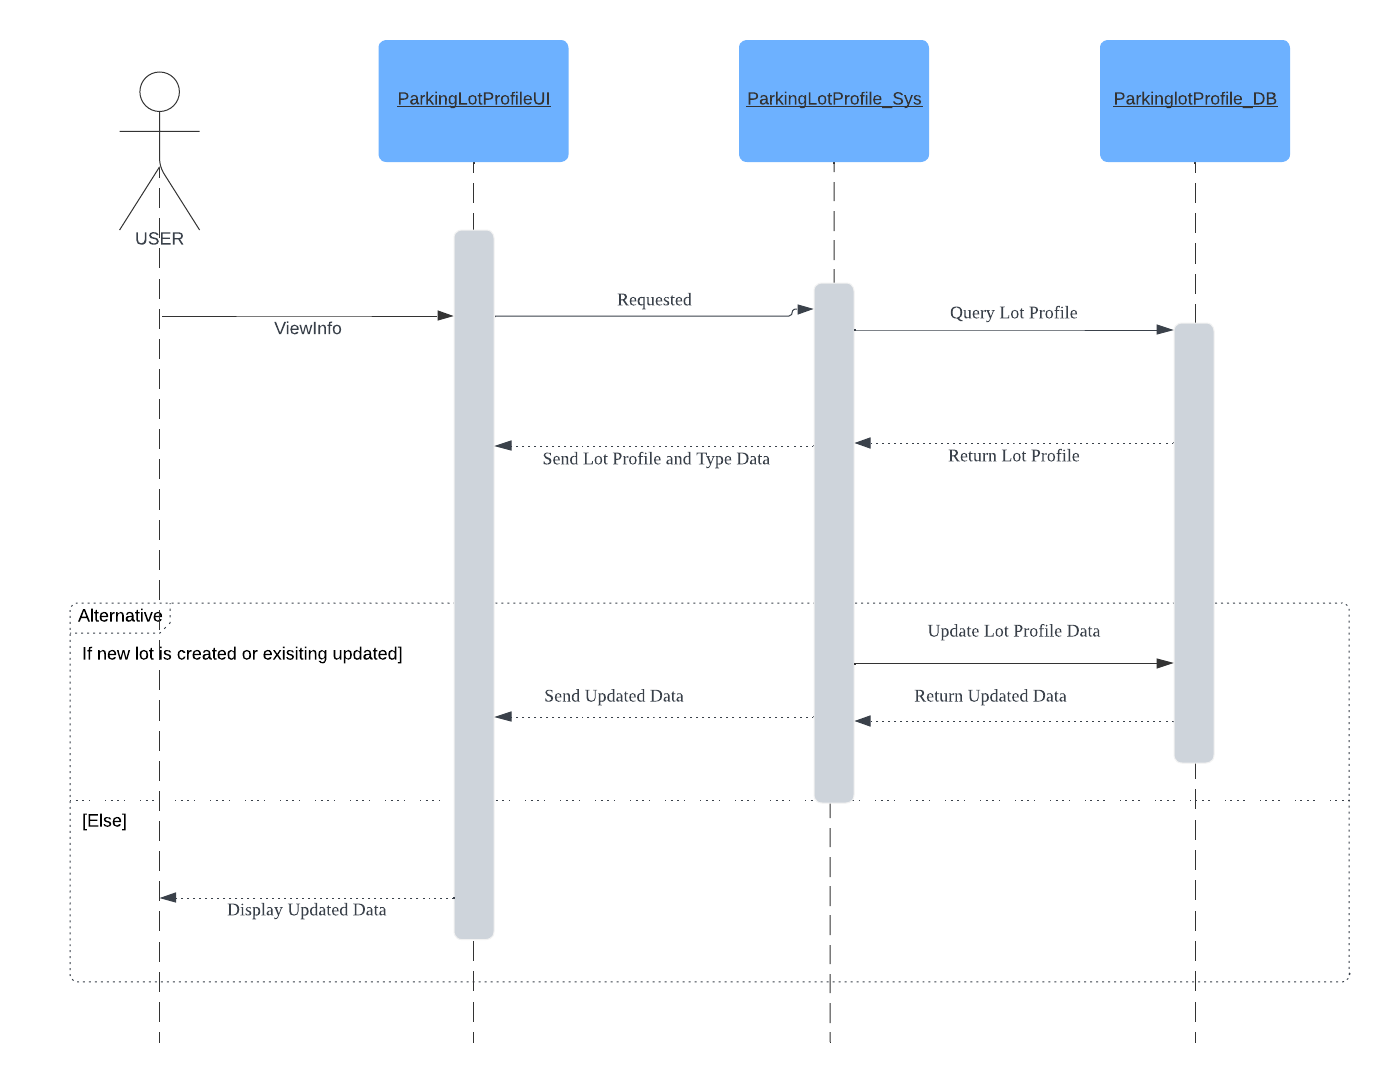 ParkingLotProfileUI
ParkingLotProfile_Sys
ParkinglotProfile_DB
USER
Requested
Query Lot Profile
ViewInfo
Send Lot Profile and Type Data
Return Lot Profile
Alternative
Update Lot Profile Data
If new lot is created or exisiting updated]
Send Updated Data
Return Updated Data
[Else]
Display Updated Data